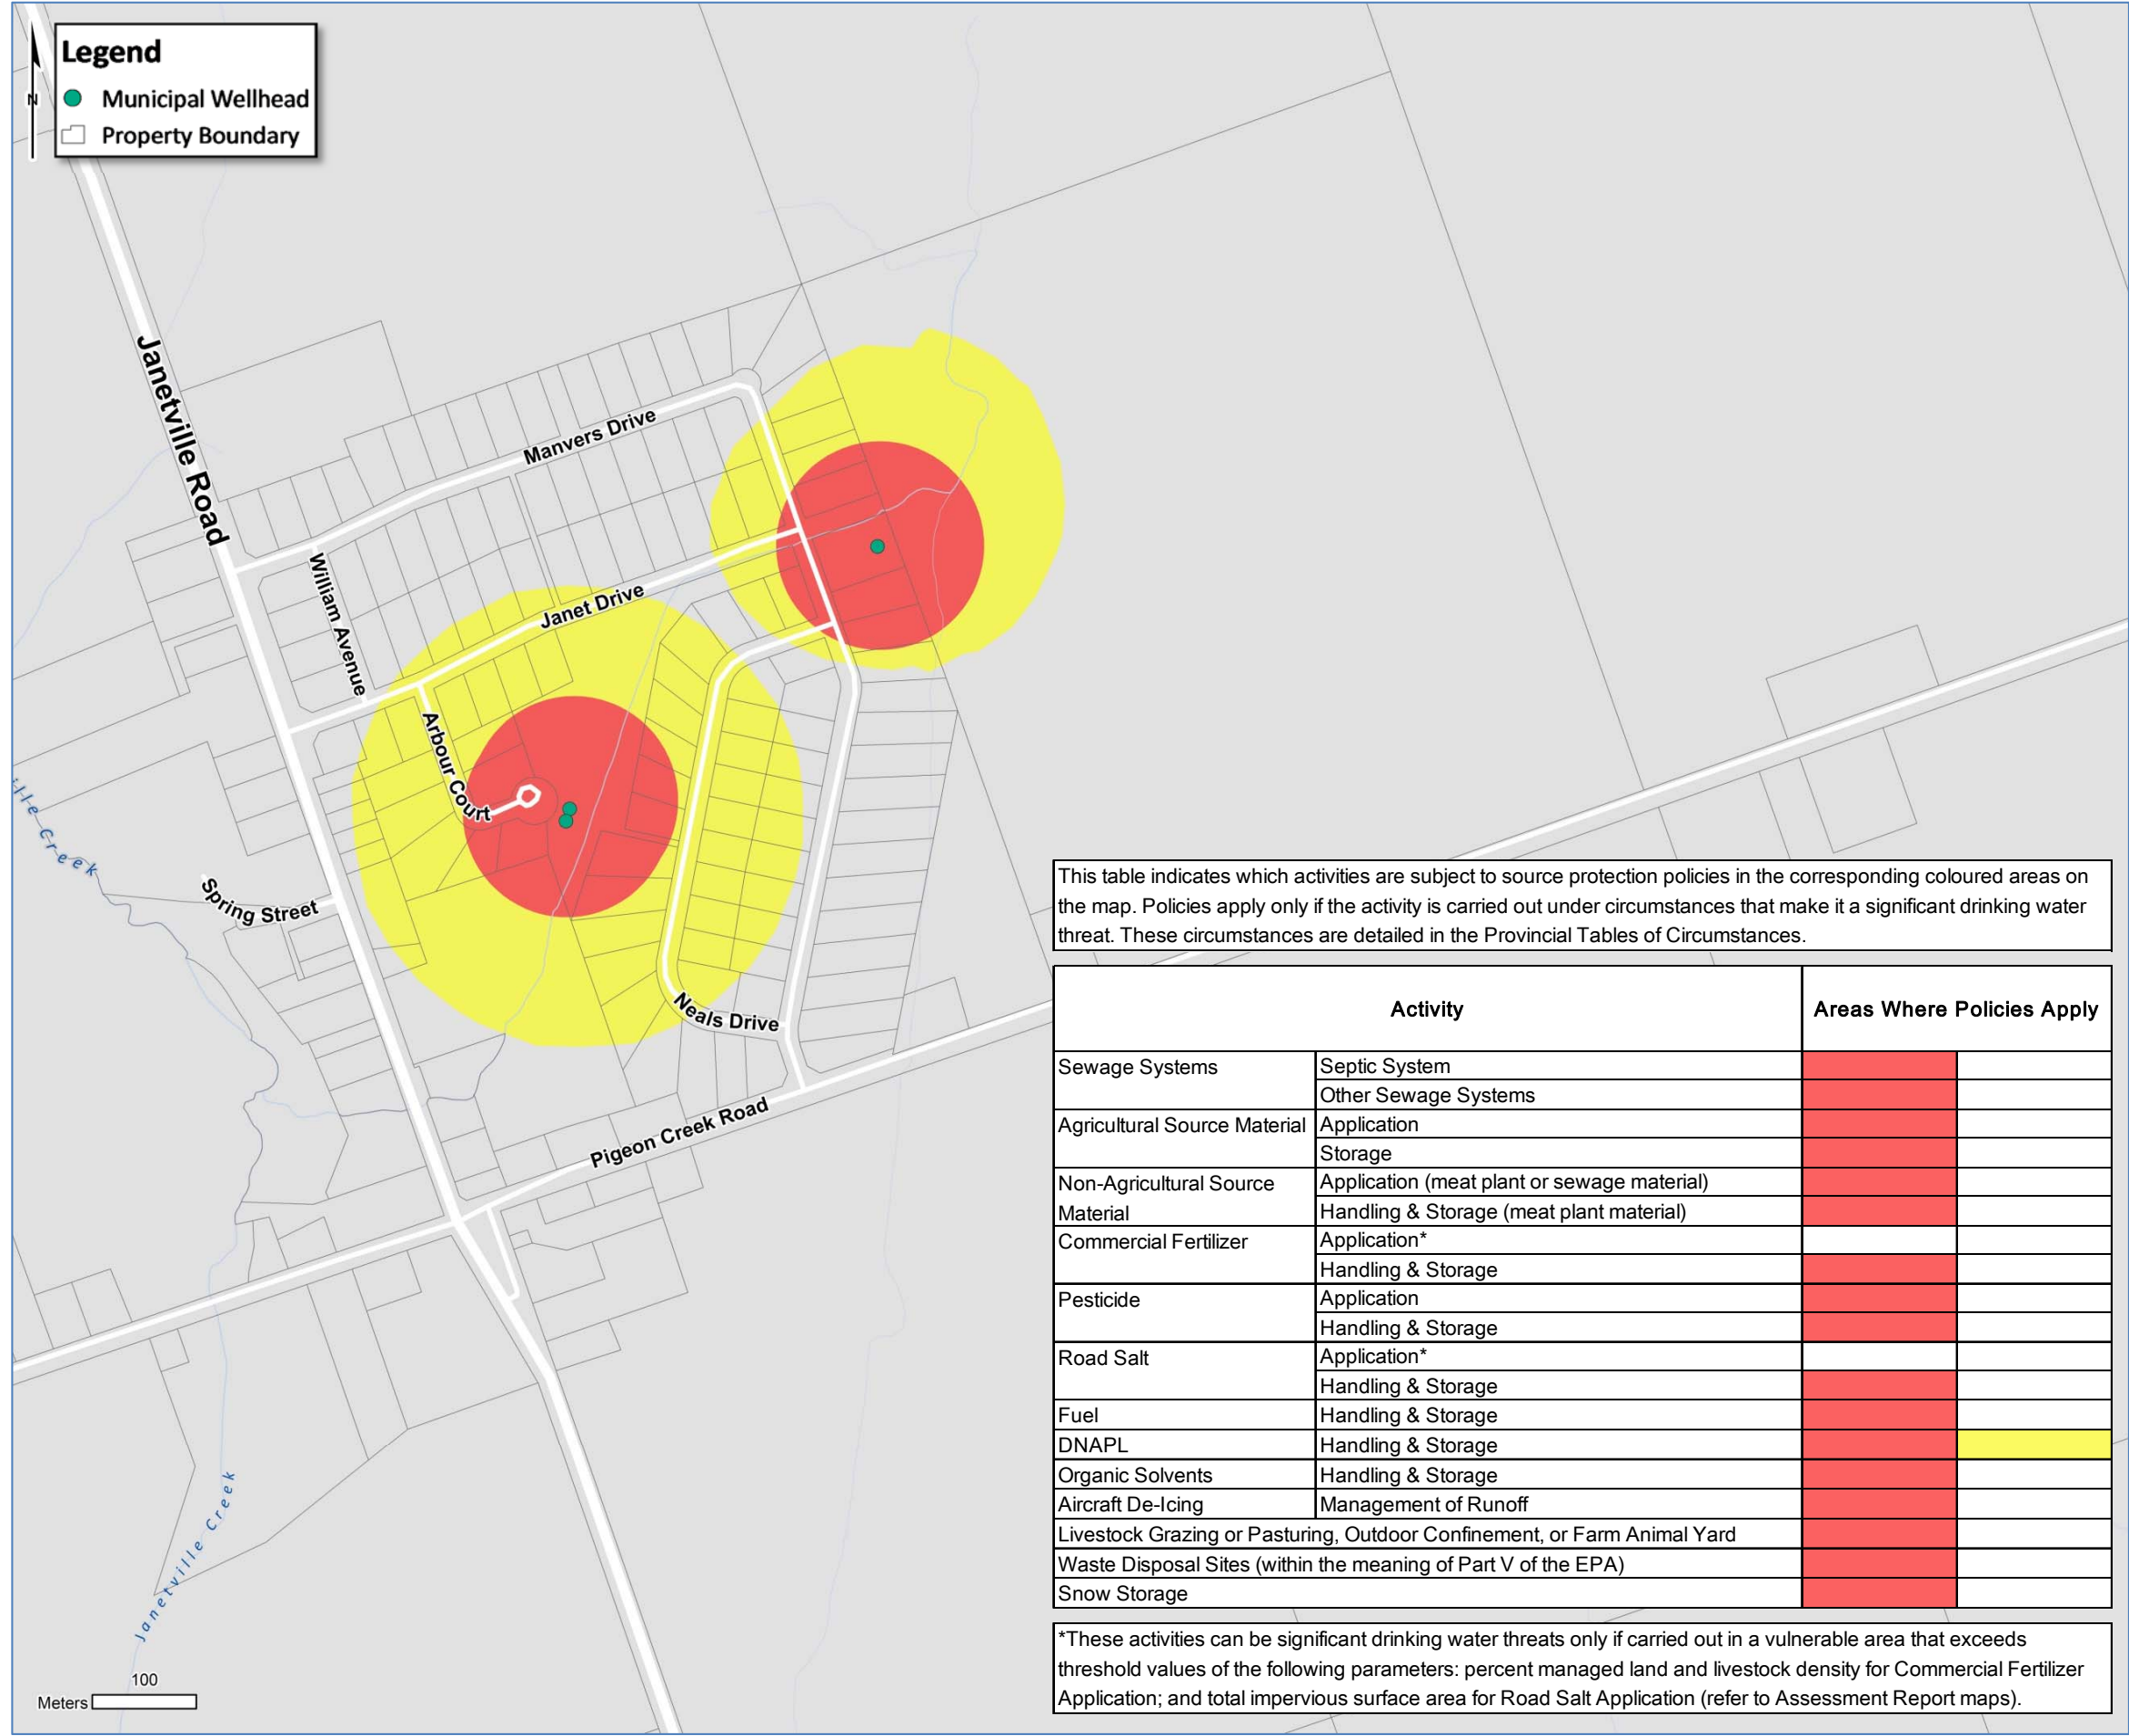 Legend
N
Municipal Wellhead
Property Boundary
Janetville Road
Manvers Drive
William Avenue
Janet Drive
Arbour Court
ille Creek
Spring Street
Neals Drive
Pigeon Creek Road
Janetville Creek
100
Meters
This table indicates which activities are subject to source protection policies in the corresponding coloured areas on
the map. Policies apply only if the activity is carried out under circumstances that make it a significant drinking water
threat. These circumstances are detailed in the Provincial Tables of Circumstances.
Activity Areas Where Policies Apply
Sewage Systems Septic System
Other Sewage Systems
Agricultural Source Material Application
Storage
Non-Agricultural Source Application (meat plant or sewage material)
Material Handling & Storage (meat plant material)
Commercial Fertilizer Application*
Handling & Storage
Pesticide Application
Handling & Storage
Road Salt Application*
Handling & Storage
Fuel Handling & Storage
DNAPL Handling & Storage
Organic Solvents Handling & Storage
Aircraft De-Icing Management of Runoff
Livestock Grazing or Pasturing, Outdoor Confinement, or Farm Animal Yard
Waste Disposal Sites (within the meaning of Part V of the EPA)
Snow Storage
*These activities can be significant drinking water threats only if carried out in a vulnerable area that exceeds
threshold values of the following parameters: percent managed land and livestock density for Commercial Fertilizer
Application; and total impervious surface area for Road Salt Application (refer to Assessment Report maps).